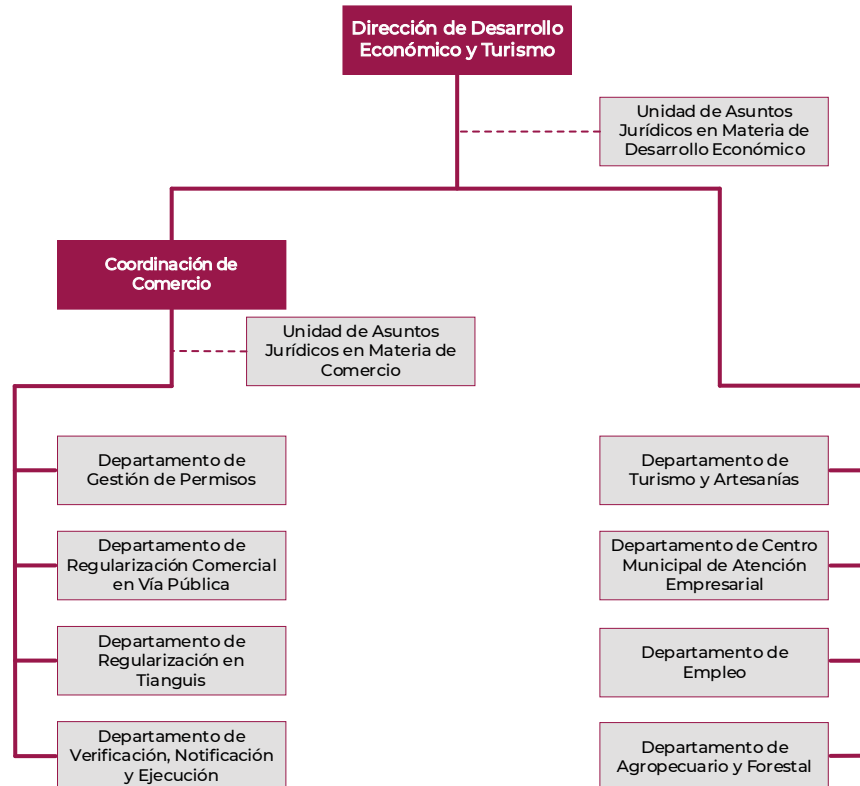 Dirección de Desarrollo
Económico y Turismo
Unidad de Asuntos
Jurídicos en Materia de
Desarrollo Económico
Coordinación de
Comercio
Unidad de Asuntos
Jurídicos en Materia de
Comercio
Departamento de
Gestión de Permisos
Departamento de
Regularización Comercial
en Vía Pública
Departamento de
Regularización en
Tianguis
Departamento de
Verificación, Notificación
y Ejecución
Departamento de
Turismo y Artesanías
Departamento de Centro
Municipal de Atención
Empresarial
Departamento de
Empleo
Departamento de
Agropecuario y Forestal